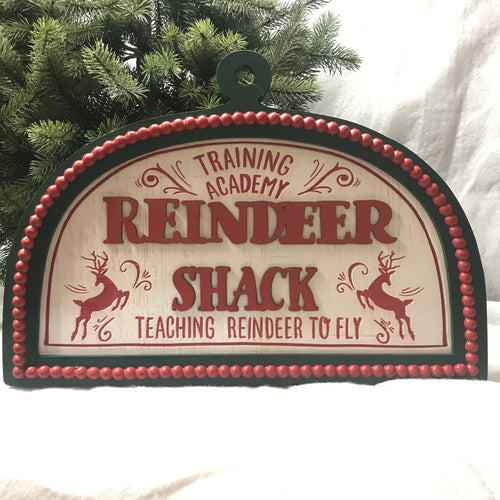 TRAINING
ACADEMY
REINDEER
SHACK
TEACHING REINDEER TO FLY